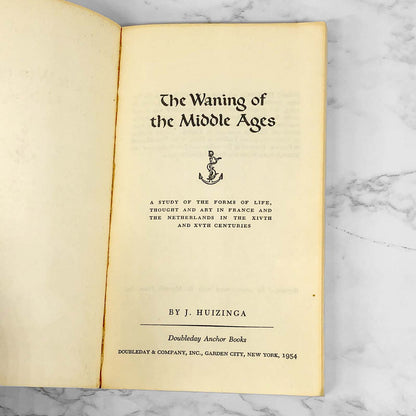 The Waning of
the Middle Ages
A STUDY OF THE FORMS OF LIFE,
THOUGHT AND ART IN FRANCE AND
THE NETHERLANDS IN THE XIVTH
AND XVTH CENTURIES
BY J. HUIZINGA
Doubleday Anchor Books
DOUBLEDAY & COMPANY, INC., GARDEN CITY, NEW YORK, 1954